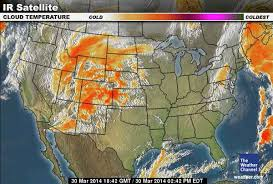 IR Satellite
CLOUD TEMPERATURE
COLD
COLDEST
The
Weather
Channel
weather.com
30 Mar 2014 18:42 GMT / 30 Mar 2014 02:42 PM EDT